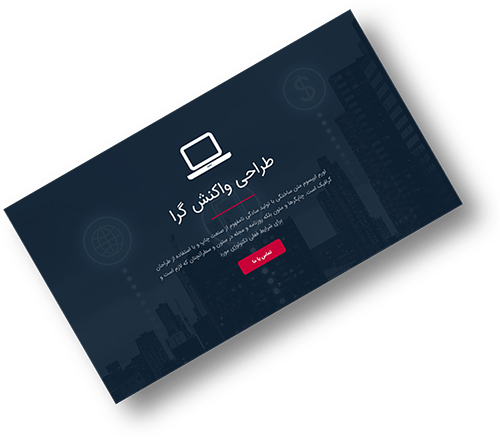 طراحی واکنش گرا
لورم ایپسوم متن ساختگی با تولید سادگی نامفهوم از صنعت چاپ و با استفاده از طراحان
گرافیک است. چاپگرها و متون بلکه روزنامه و مجله در ستون و سطرآنچنان که لازم است و
برای شرایط فعلی تکنولوژی مورد
تماس با ما